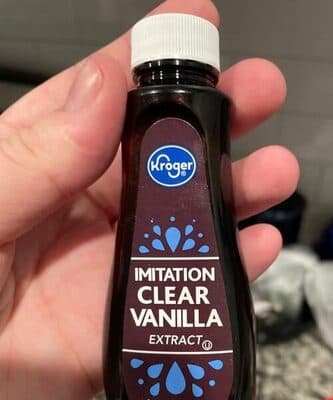 Kroger®
IMITATION
CLEAR
VANILLA
EXTRACT Ⓤ